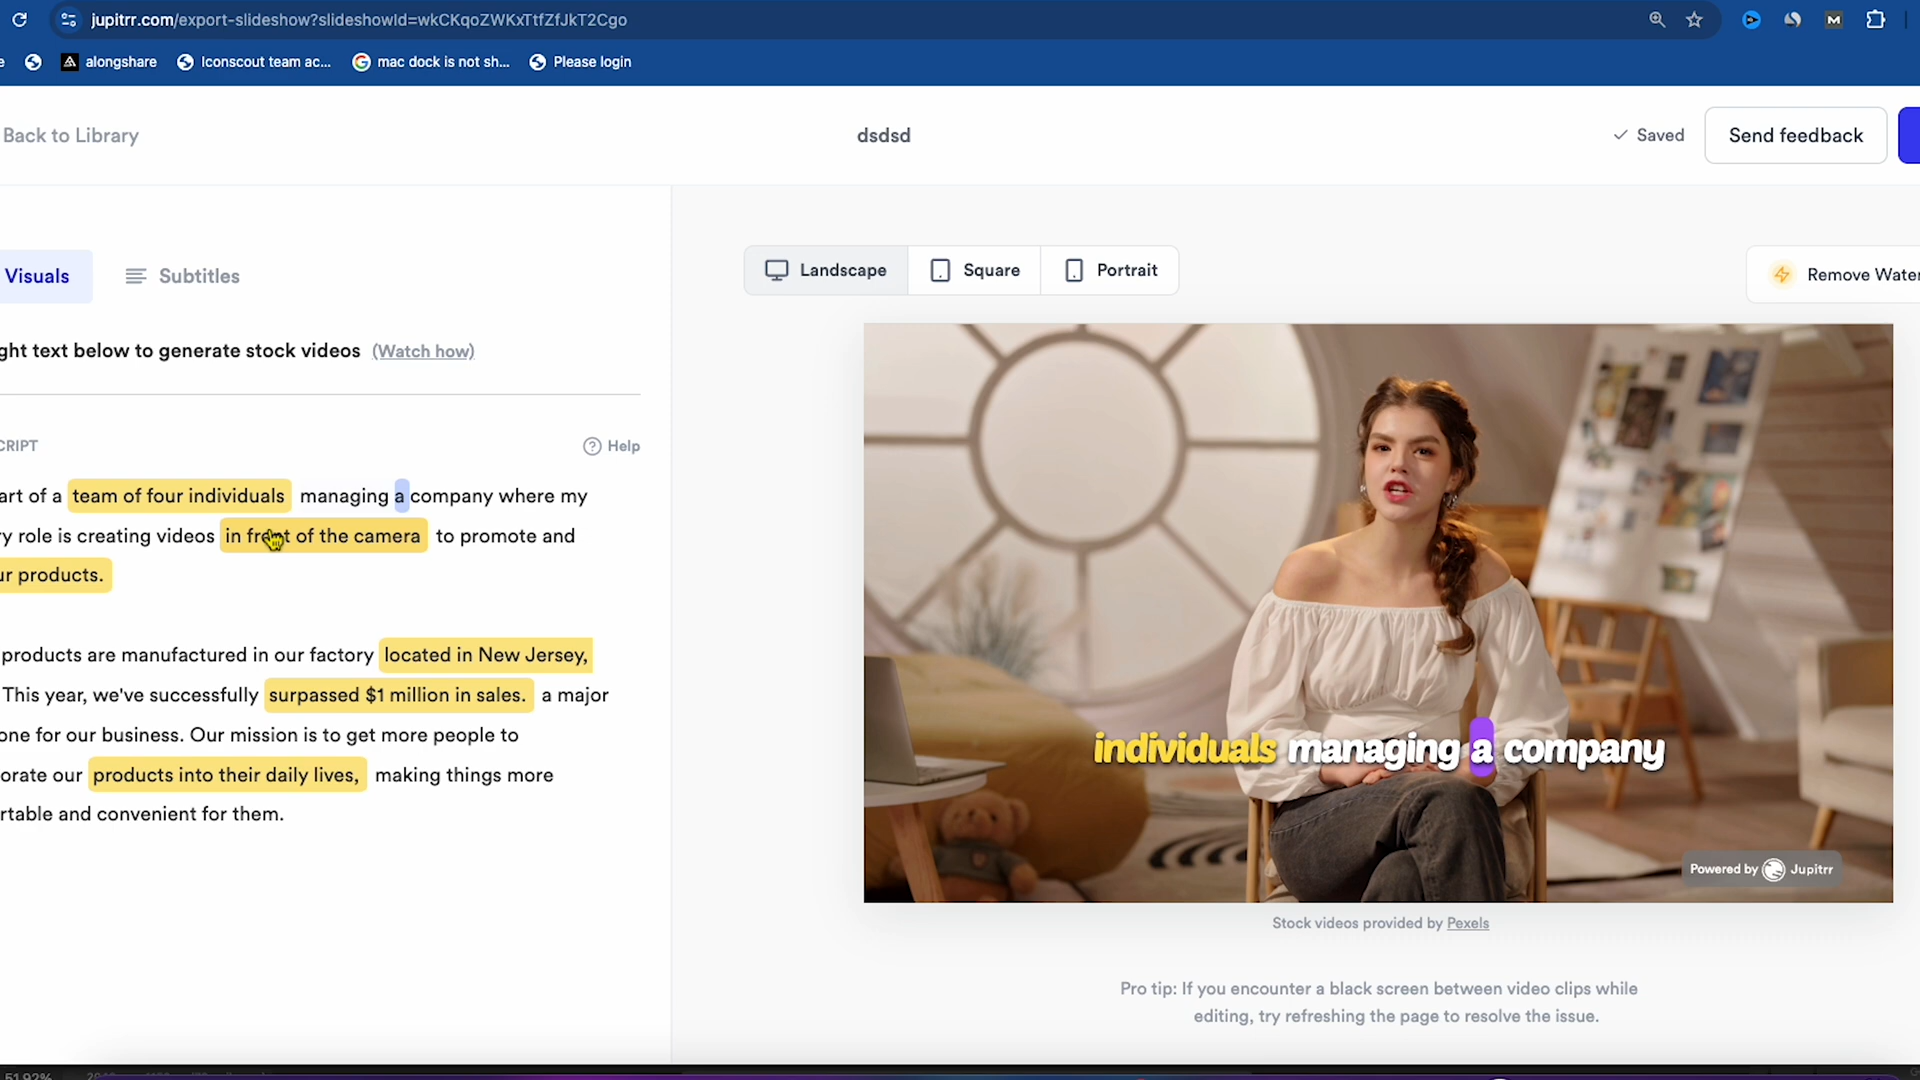 jupitrr.com/export-slideshow?slideshowId=wkCKqoZWKxTtfZfJkT2Cgo
M
e
alongshare
Iconscout team ac...
mac dock is not sh...
Please login
Back to Library
dsdsd
Saved
Send feedback
Visuals
Subtitles
Landscape
Square
Portrait
Remove Water
ght text below to generate stock videos (Watch how)
CRIPT
Help
art of a team of four individuals managing a company where my
ry role is creating videos in front of the camera to promote and
ur products.
products are manufactured in our factory located in New Jersey,
This year, we've successfully surpassed $1 million in sales. a major
one for our business. Our mission is to get more people to
orate our products into their daily lives, making things more
rtable and convenient for them.
individuals managing a company
Powered by Jupitrr
Stock videos provided by Pexels
Pro tip: If you encounter a black screen between video clips while
editing, try refreshing the page to resolve the issue.
51.92%